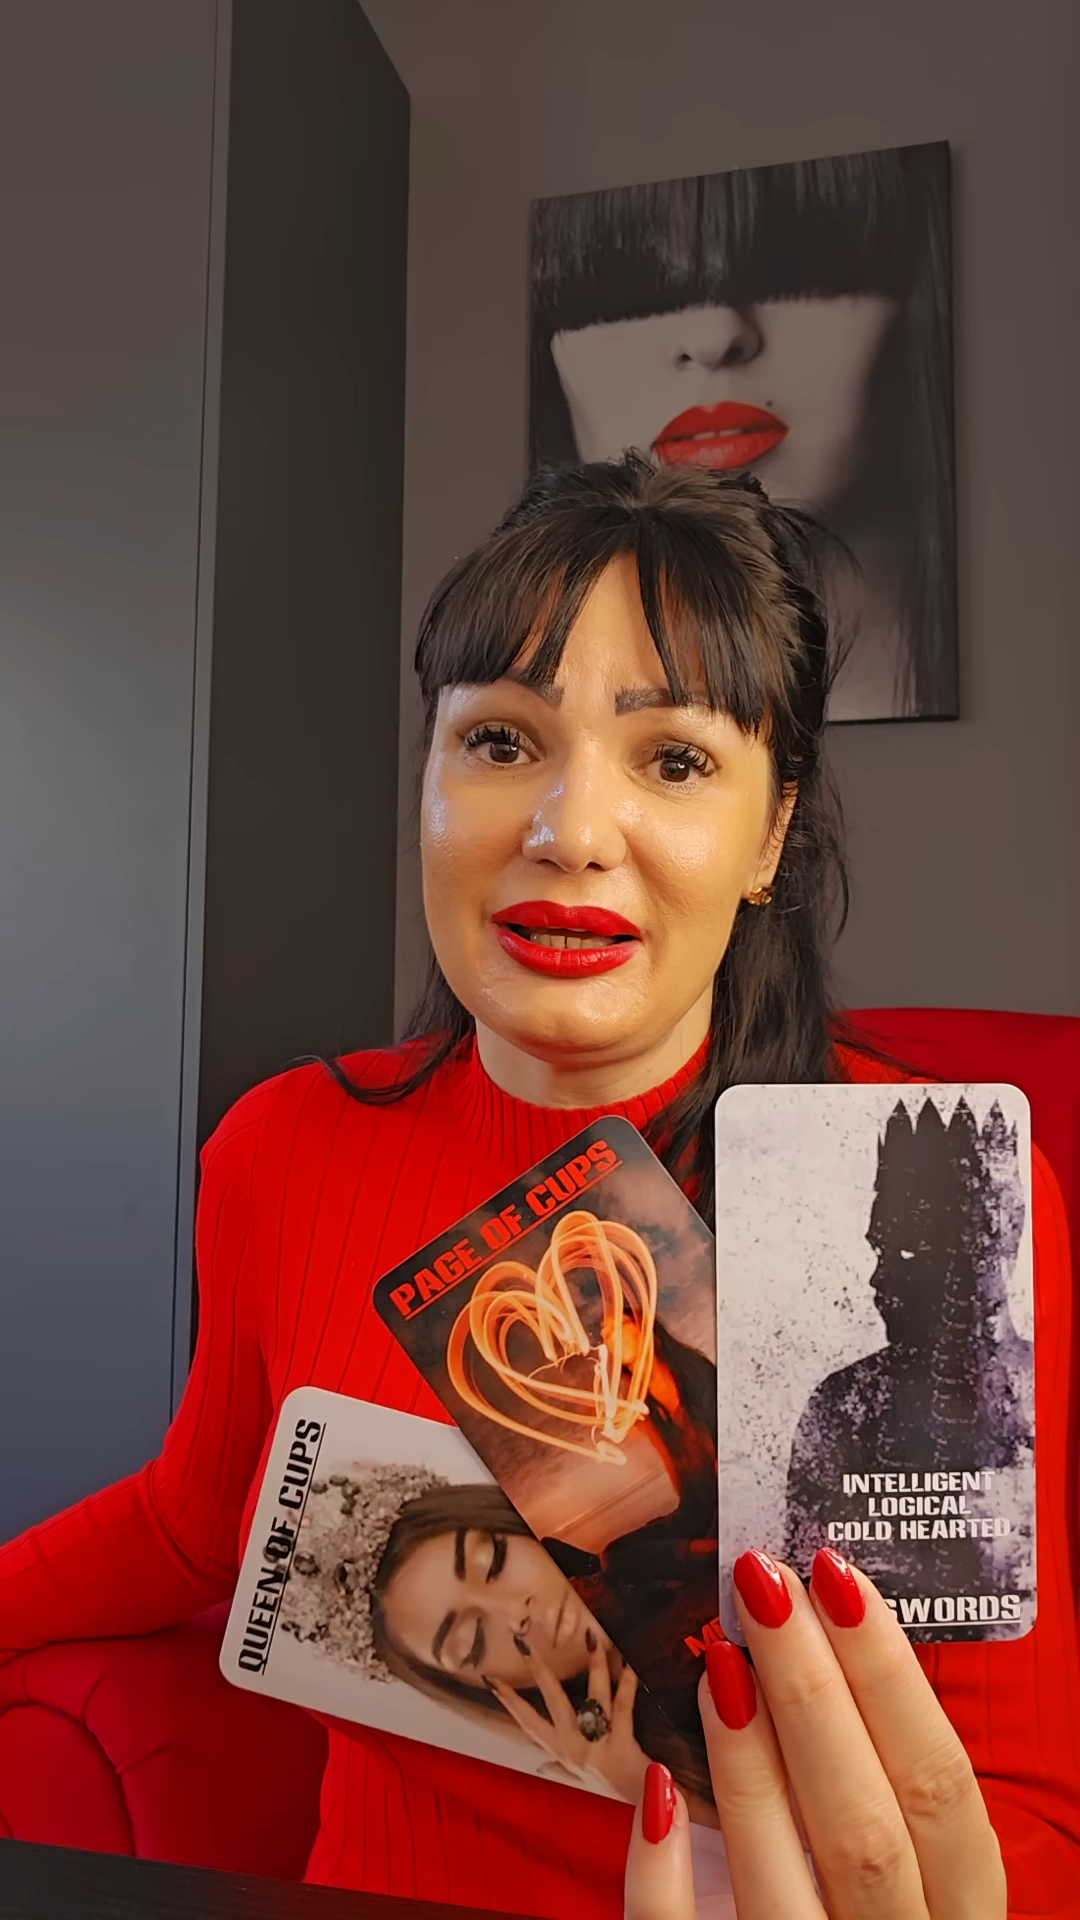 PAGE OF CUPS
QUEEN OF CUPS
INTELLIGENT
LOGICAL
COLD HEARTED
SWORDS